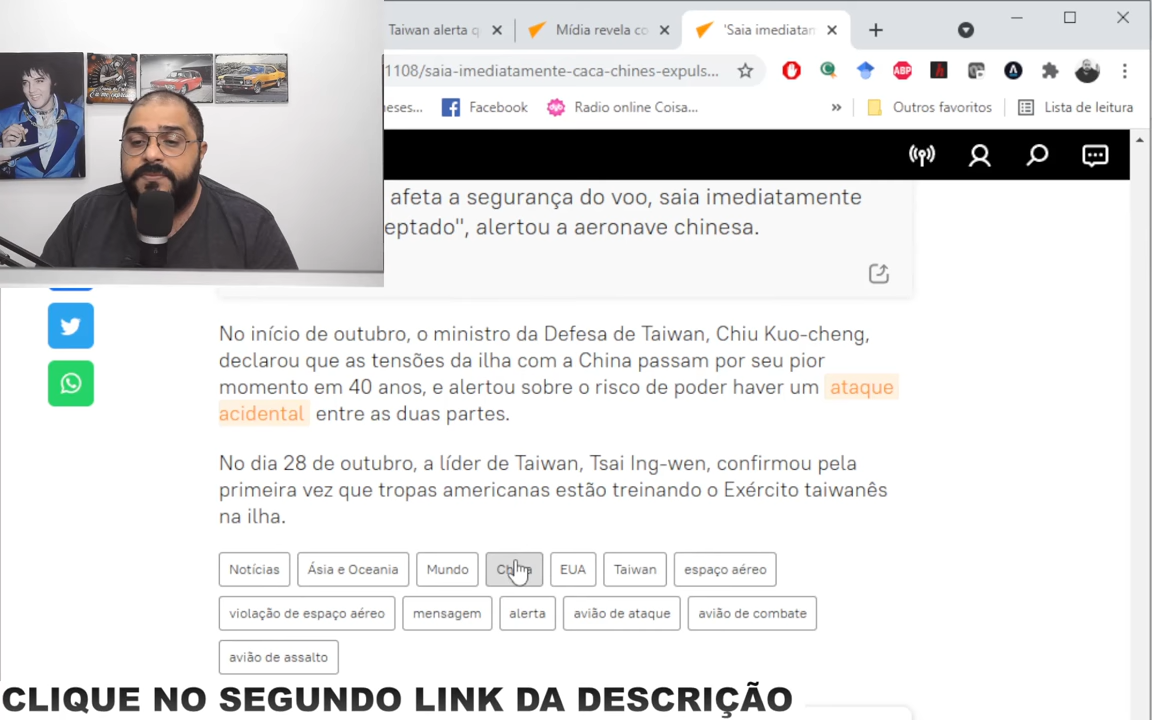 Taiwan alerta q
Mídia revela co
'Saia imediatan
1108/saia-imediatamente-caca-chines-expuls...
ABP
eses...
Facebook
Radio online Coisa...
»
Outros favoritos
Lista de leitura
afeta a segurança do voo, saia imediatamente
eptado", alertou a aeronave chinesa.
No início de outubro, o ministro da Defesa de Taiwan, Chiu Kuo-cheng,
declarou que as tensões da ilha com a China passam por seu pior
momento em 40 anos, e alertou sobre o risco de poder haver um ataque
acidental entre as duas partes.
No dia 28 de outubro, a líder de Taiwan, Tsai Ing-wen, confirmou pela
primeira vez que tropas americanas estão treinando o Exército taiwanês
na ilha.
Notícias Ásia e Oceania Mundo China EUA Taiwan espaço aéreo
violação de espaço aéreo mensagem alerta avião de ataque avião de combate
avião de assalto
CLIQUE NO SEGUNDO LINK DA DESCRIÇÃO